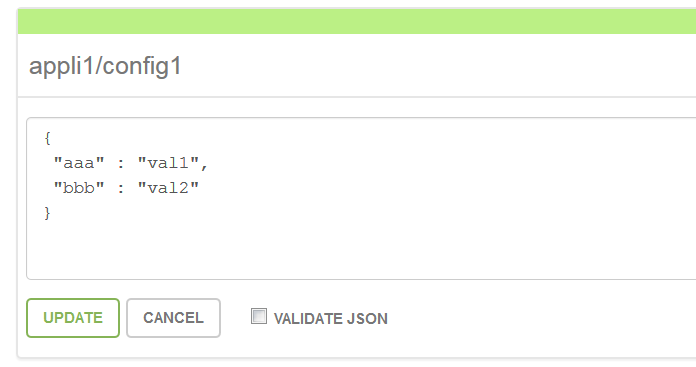 appli1/config1
{
"aaa" : "val1",
"bbb" : "val2"
}
UPDATE CANCEL VALIDATE JSON